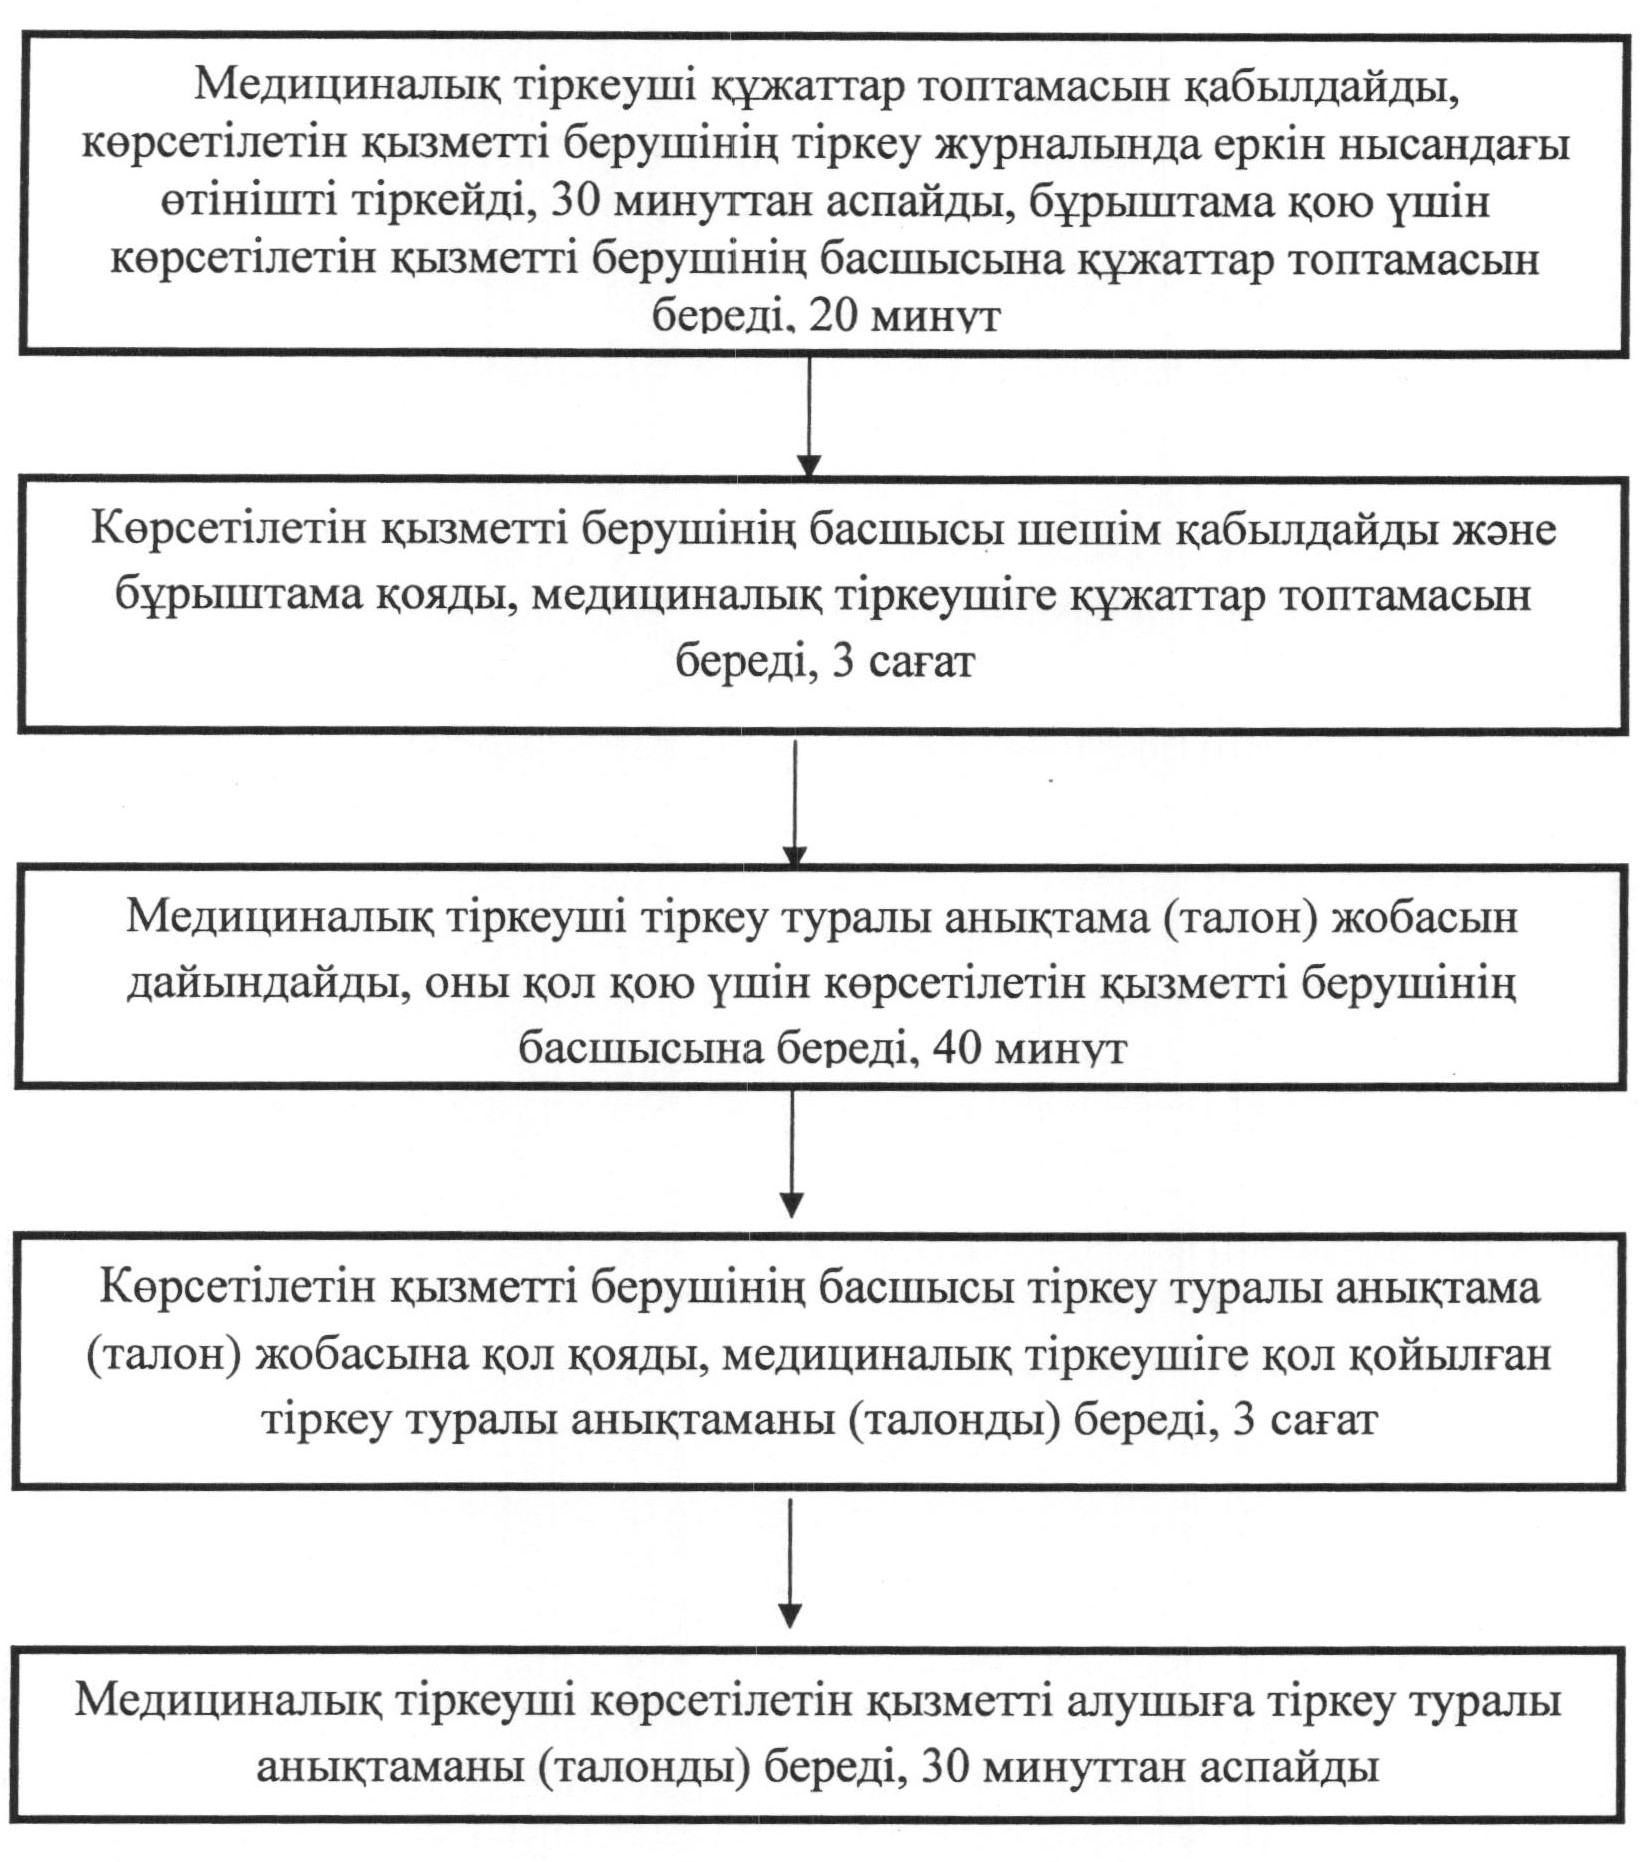 Медициналық тіркеуші құжаттар топтамасын қабылдайды,
көрсетілетін қызметті берушінің тіркеу журналында еркін нысандағы
өтінішті тіркейді, 30 минуттан аспайды, бұрыштама қою үшін
көрсетілетін қызметті берушінің басшысына құжаттар топтамасын
береді, 20 минут
Көрсетілетін қызметті берушінің басшысы шешім қабылдайды және
бұрыштама қояды, медициналық тіркеушіге құжаттар топтамасын
береді, 3 сағат
Медициналық тіркеуші тіркеу туралы анықтама (талон) жобасын
дайындайды, оны қол қою үшін көрсетілетін қызметті берушінің
басшысына береді, 40 минут
Көрсетілетін қызметті берушінің басшысы тіркеу туралы анықтама
(талон) жобасына қол қояды, медициналық тіркеушіге қол қойылған
тіркеу туралы анықтаманы (талонды) береді, 3 сағат
Медициналық тіркеуші көрсетілетін қызметті алушыға тіркеу туралы
анықтаманы (талонды) береді, 30 минуттан аспайды